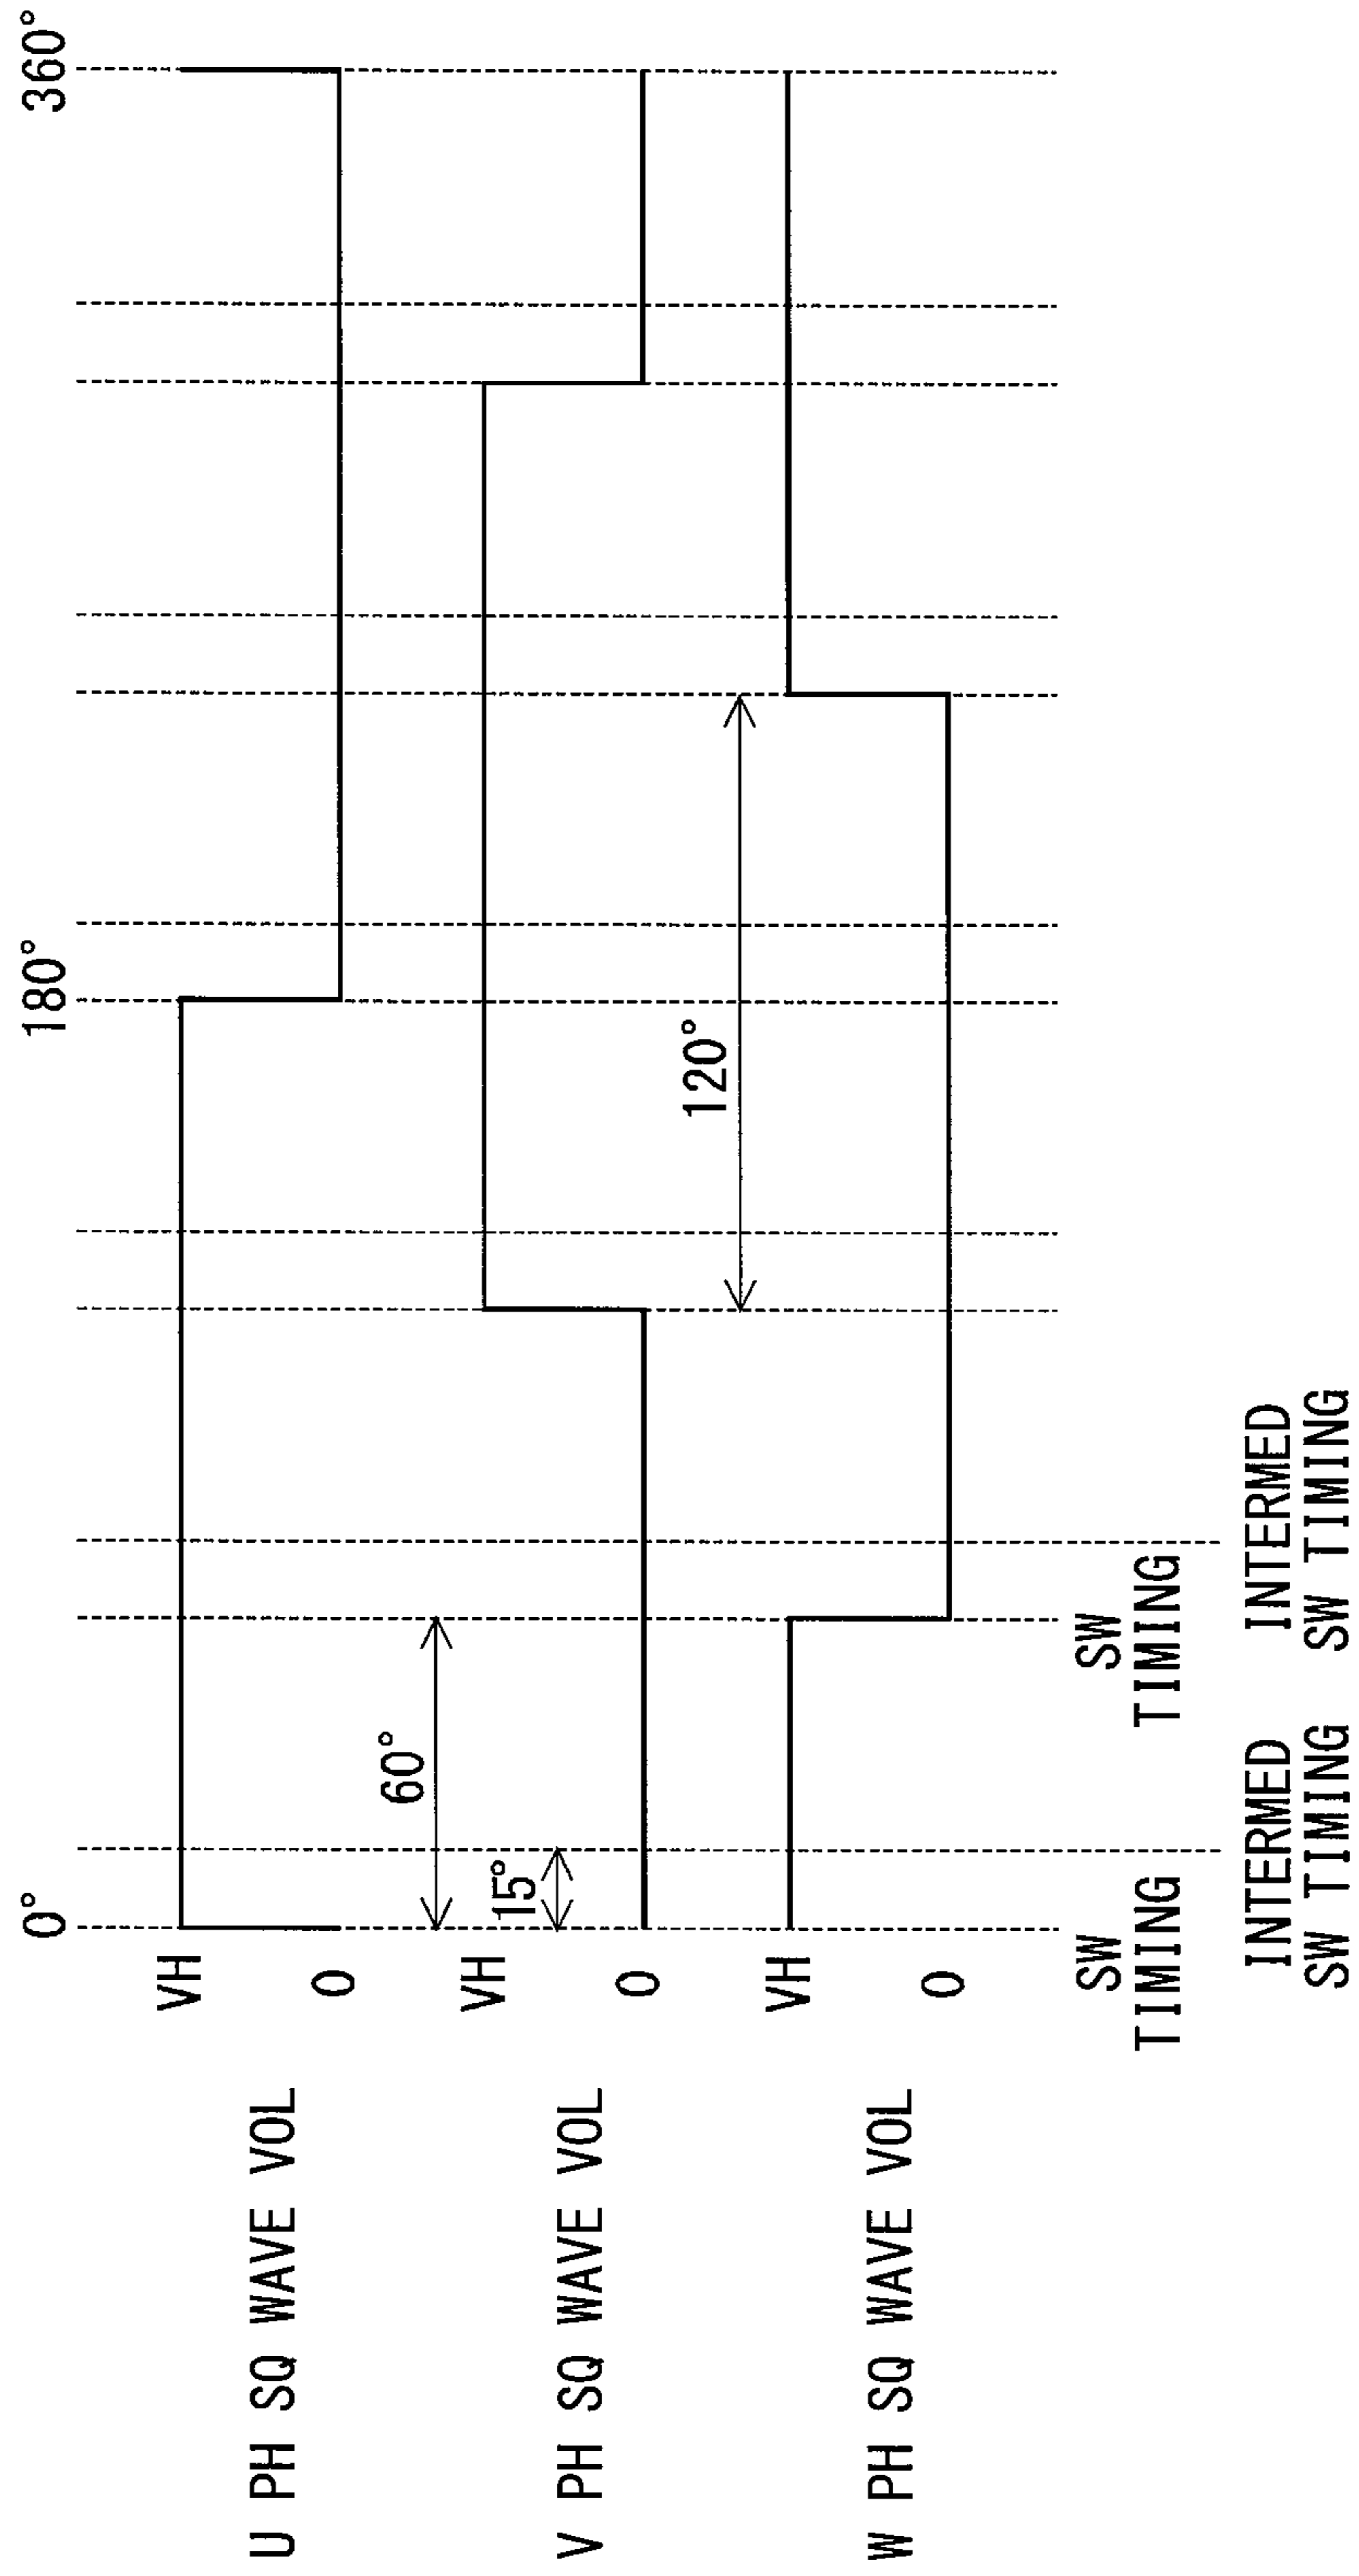 0°
180°
360°
U PH SQ WAVE VOL
VH
0
60°
V PH SQ WAVE VOL
VH
15°
0
120°
W PH SQ WAVE VOL
VH
0
SW
TIMING
SW
TIMING
INTERMED
SW TIMING
INTERMED
SW TIMING